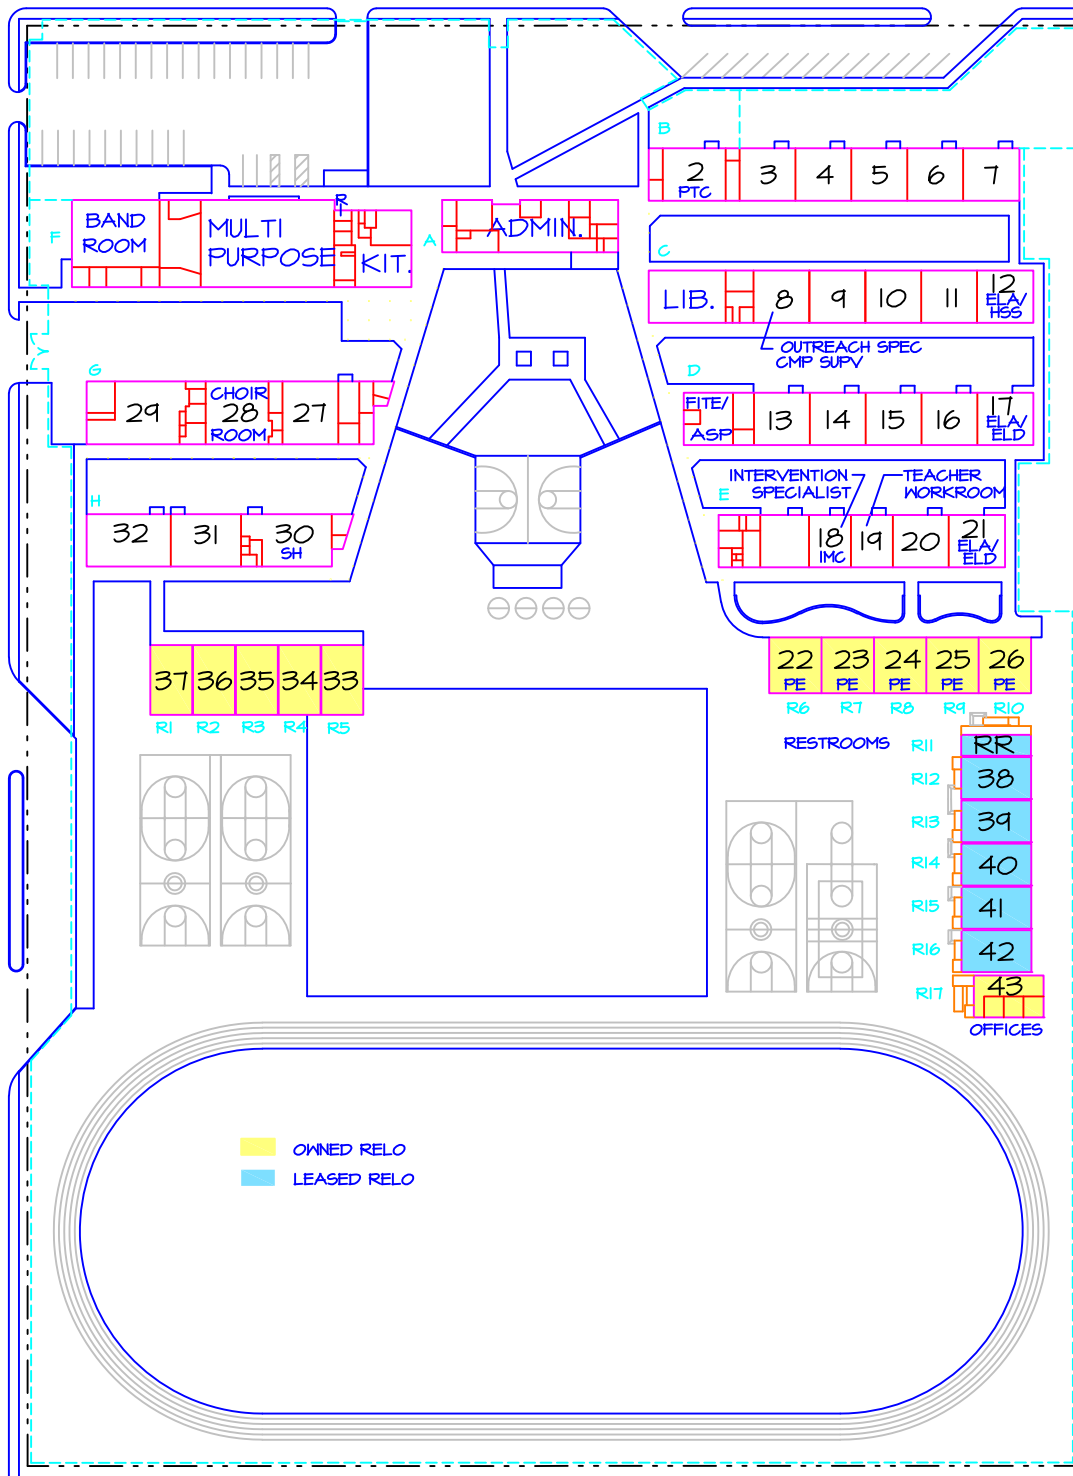 B
2
PTC
3
4
5
6
7
F
BAND
ROOM
MULTI
PURPOSE
R
KIT.
A
ADMIN.
C
LIB.
8
9
10
11
12
ELA/
HSS
OUTREACH SPEC
CMP SUPV
G
29
CHOIR
28
ROOM
27
D
FITE/
ASP
13
14
15
16
17
ELA/
ELD
H
32
31
30
SH
INTERVENTION
SPECIALIST
TEACHER
WORKROOM
E
18
IMC
19
20
21
ELA/
ELD
37
36
35
34
33
R1
R2
R3
R4
R5
22
PE
23
PE
24
PE
25
PE
26
PE
R6
R7
R8
R9
R10
RESTROOMS
R11
RR
R12
38
R13
39
R14
40
R15
41
R16
42
R17
43
OFFICES
OWNED RELO
LEASED RELO